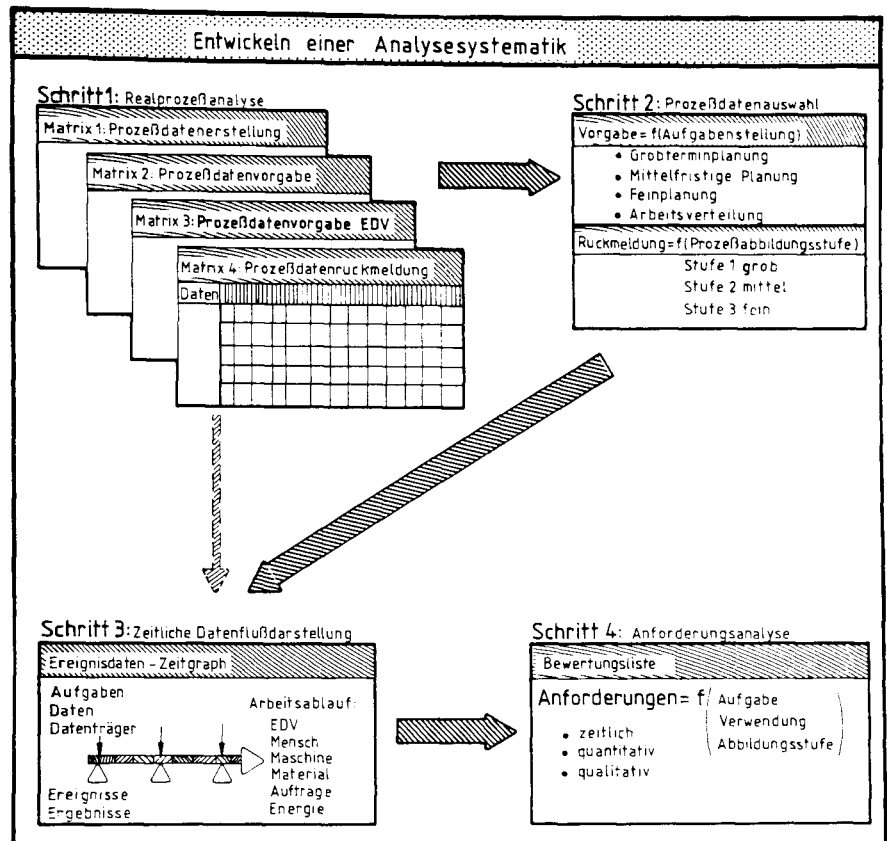 Entwickeln einer Analysesystematik
Schritt 1: Realprozeßanalyse
Matrix 1: Prozeßdatenerstellung
Matrix 2: Prozeßdatenvorgabe
Matrix 3: Prozeßdatenvorgabe EDV
Matrix 4: Prozeßdatenruckmeldung
Daten
Schritt 2: Prozeßdatenauswahl
Vorgabe = f(Aufgabenstellung)
• Grobterminplanung
• Mittelfristige Planung
• Feinplanung
• Arbeitsverteilung
Ruckmeldung=f(Prozeßabbildungsstufe)
Stufe 1 grob
Stufe 2 mittel
Stufe 3 fein
Schritt 3: Zeitliche Datenflußdarstellung
Ereignisdaten - Zeitgraph
Aufgaben
Daten
Datenträger
Ereignisse
Ergebnisse
Arbeitsablauf:
EDV
Mensch
Maschine
Material
Aufträge
Energie
Schritt 4: Anforderungsanalyse
Bewertungsliste
Anforderungen = f ( Aufgabe
Verwendung
Abbildungsstufe )
• zeitlich
• quantitativ
• qualitativ